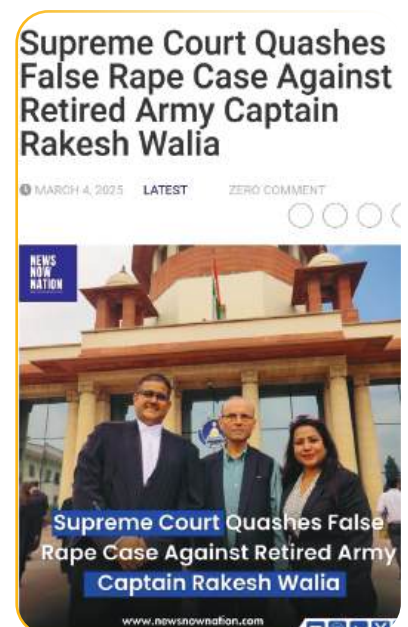 Supreme Court Quashes
False Rape Case Against
Retired Army Captain
Rakesh Walia
MARCH 4, 2025 LATEST ZERO COMMENT
NEWS
NOW
NATION
Supreme Court Quashes False
Rape Case Against Retired Army
Captain Rakesh Walia
www.newsnownation.com